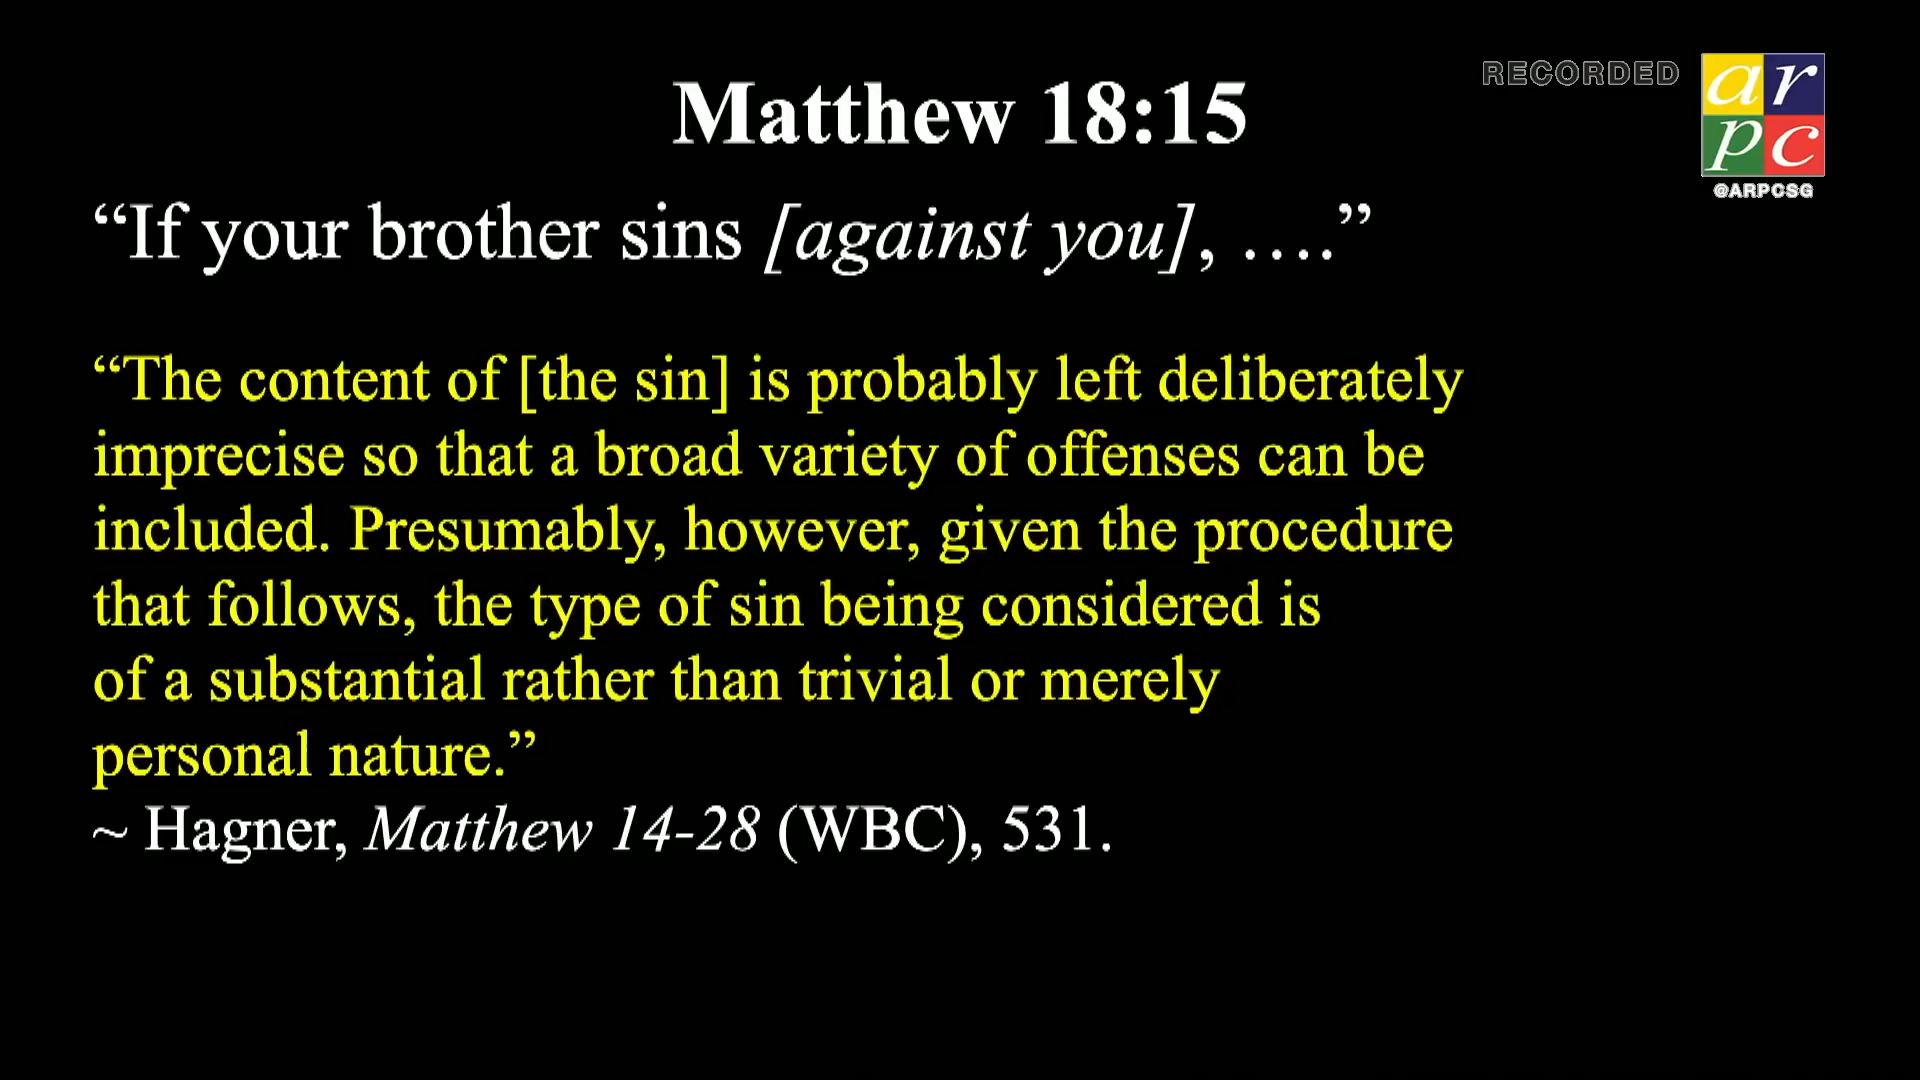 RECORDED
ar
pc
@ARPCSG
Matthew 18:15
“If your brother sins [against you], ….”
“The content of [the sin] is probably left deliberately
imprecise so that a broad variety of offenses can be
included. Presumably, however, given the procedure
that follows, the type of sin being considered is
of a substantial rather than trivial or merely
personal nature.”
~ Hagner, Matthew 14-28 (WBC), 531.